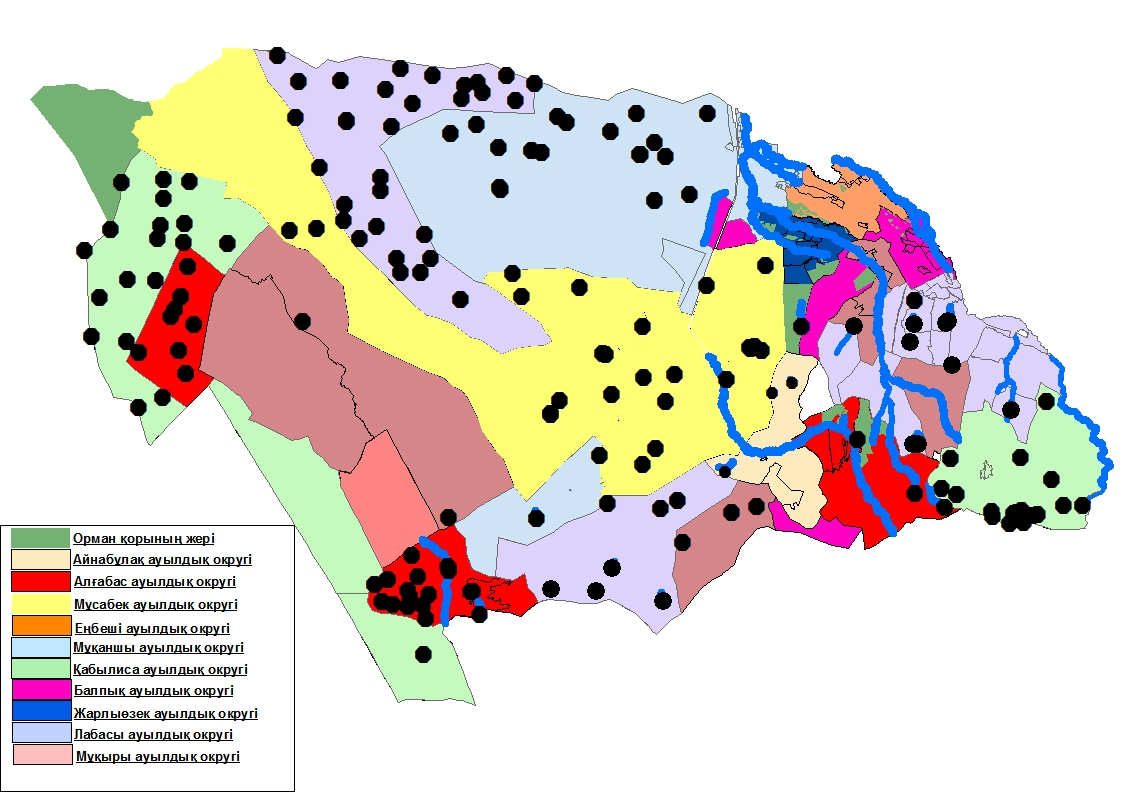 Орман қорының жері
Айнабұлақ ауылдық округі
Алғабас ауылдық округі
Мұсабек ауылдық округі
Еңбеші ауылдық округі
Мұқаншы ауылдық округі
Қабылиса ауылдық округі
Балпық ауылдық округі
Жарлыөзек ауылдық округі
Лабасы ауылдық округі
Мұқыры ауылдық округі